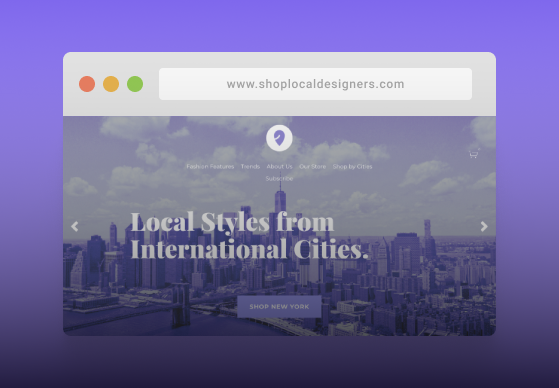 www.shoplocaldesigners.com
Fashion Features Trends About Us Our Store Shop by Cities
Subscribe
Local Styles from
International Cities.
SHOP NEW YORK